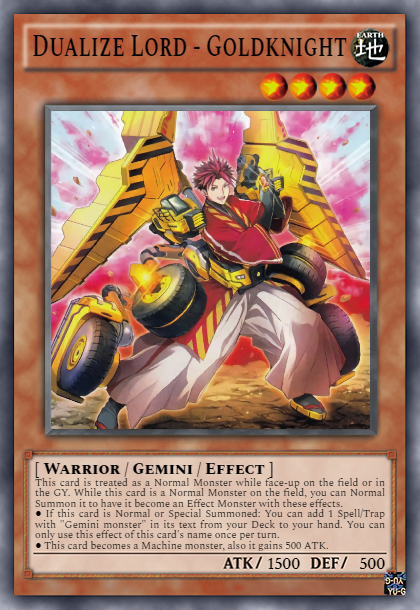 Dualize Lord - Goldknight
EARTH
地
[ Warrior / Gemini / Effect ]
This card is treated as a Normal Monster while face-up on the field or in
the GY. While this card is a Normal Monster on the field, you can Normal
Summon it to have it become an Effect Monster with these effects.
● If this card is Normal or Special Summoned: You can add 1 Spell/Trap
with "Gemini monster" in its text from your Deck to your hand. You can
only use this effect of this card's name once per turn.
● This card becomes a Machine monster, also it gains 500 ATK.
ATK/ 1500 DEF/ 500